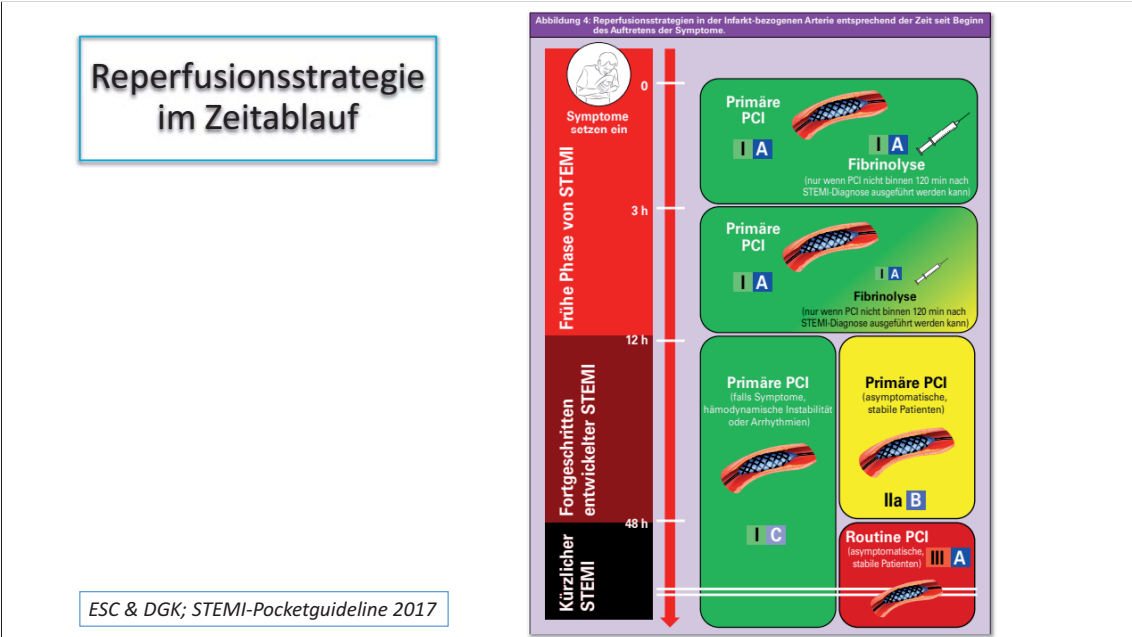 Reperfusionsstrategie
im Zeitablauf
Abbildung 4: Reperfusionsstrategien in der Infarkt-bezogenen Arterie entsprechend der Zeit seit Beginn
des Auftretens der Symptome.
Symptome
setzen ein
0
3 h
12 h
48 h
Frühe Phase von STEMI
Fortgeschritten
entwickelter STEMI
Kürzlicher
STEMI
Primäre
PCI
I A
I A
Fibrinolyse
(nur wenn PCI nicht binnen 120 min nach
STEMI-Diagnose ausgeführt werden kann)
Primäre
PCI
I A
I A
Fibrinolyse
(nur wenn PCI nicht binnen 120 min nach
STEMI-Diagnose ausgeführt werden kann)
Primäre PCI
(falls Symptome,
hämodynamische Instabilität
oder Arrhythmien)
I C
Primäre PCI
(asymptomatische,
stabile Patienten)
IIa B
Routine PCI
(asymptomatische,
stabile Patienten)
III A
ESC & DGK; STEMI-Pocketguideline 2017